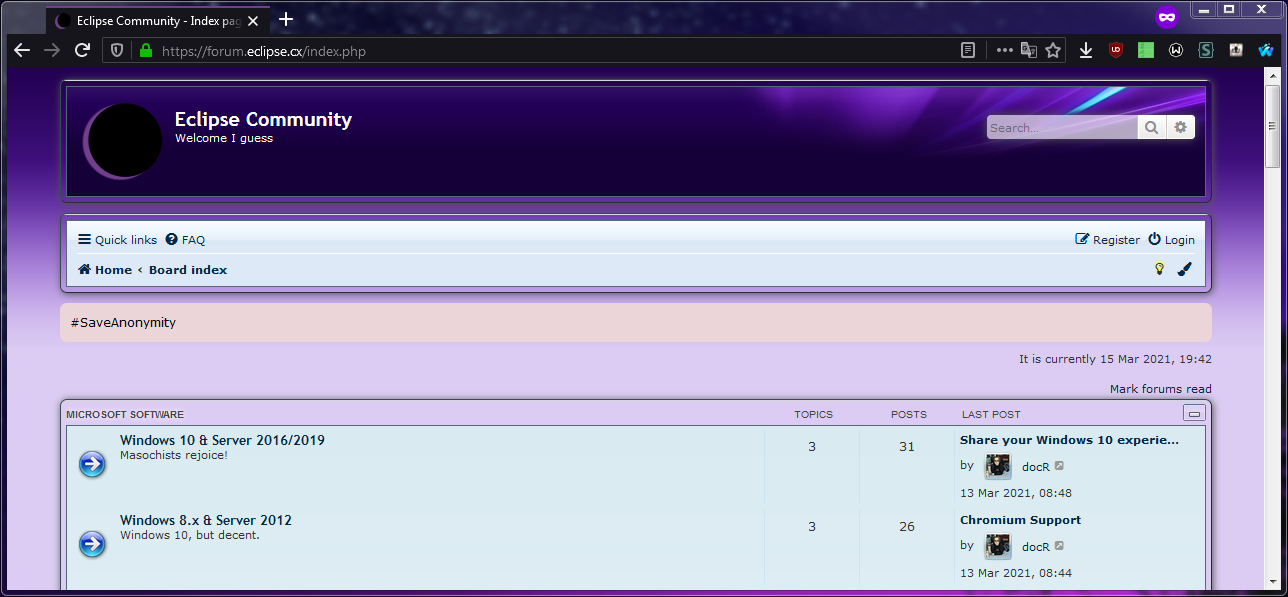 Eclipse Community - Index pag
https://forum.eclipse.cx/index.php
Eclipse Community
Welcome I guess
Search...
Quick links FAQ
Register Login
Home ‹ Board index
#SaveAnonymity
It is currently 15 Mar 2021, 19:42
Mark forums read
MICROSOFT SOFTWARE TOPICS POSTS LAST POST
Windows 10 & Server 2016/2019
Masochists rejoice!
3
31
Share your Windows 10 experie...
by docR
13 Mar 2021, 08:48
Windows 8.x & Server 2012
Windows 10, but decent.
3
26
Chromium Support
by docR
13 Mar 2021, 08:44